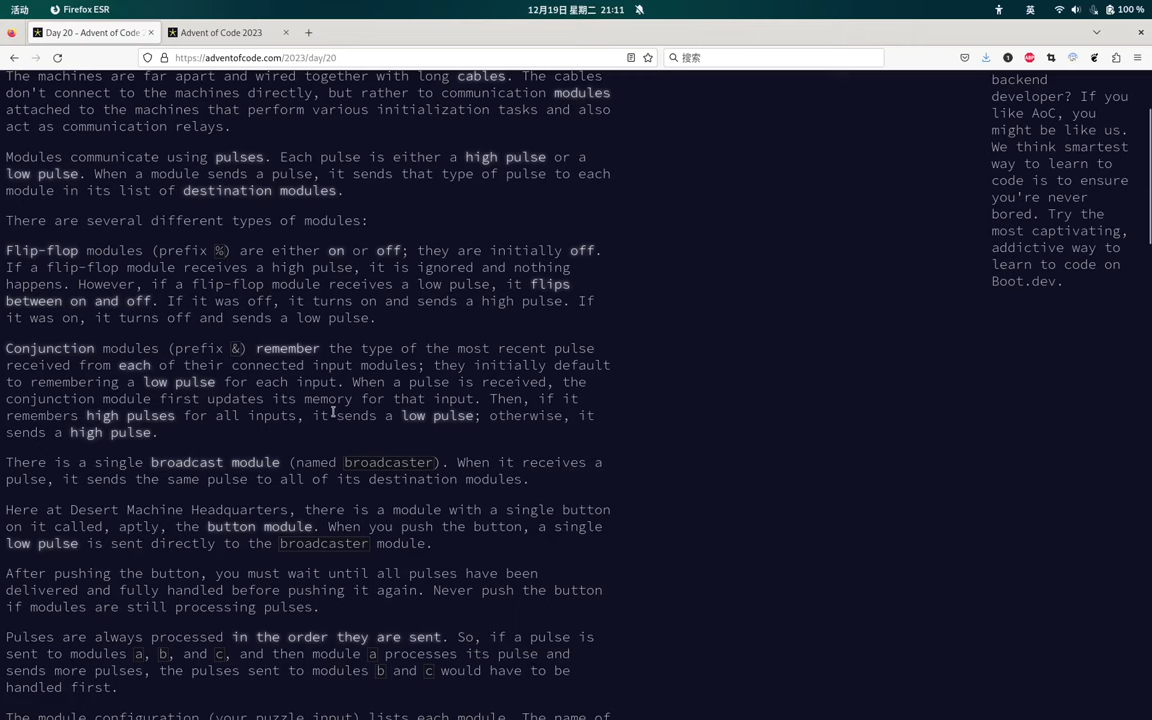 活动
Firefox ESR
12月19日 星期二 21:11
英
100 %
Day 20 - Advent of Code
Advent of Code 2023
https://adventofcode.com/2023/day/20
搜索
The machines are far apart and wired together with long cables. The cables
don't connect to the machines directly, but rather to communication modules
attached to the machines that perform various initialization tasks and also
act as communication relays.
Modules communicate using pulses. Each pulse is either a high pulse or a
low pulse. When a module sends a pulse, it sends that type of pulse to each
module in its list of destination modules.
There are several different types of modules:
Flip-flop modules (prefix %) are either on or off; they are initially off.
If a flip-flop module receives a high pulse, it is ignored and nothing
happens. However, if a flip-flop module receives a low pulse, it flips
between on and off. If it was off, it turns on and sends a high pulse. If
it was on, it turns off and sends a low pulse.
Conjunction modules (prefix &) remember the type of the most recent pulse
received from each of their connected input modules; they initially default
to remembering a low pulse for each input. When a pulse is received, the
conjunction module first updates its memory for that input. Then, if it
remembers high pulses for all inputs, it sends a low pulse; otherwise, it
sends a high pulse.
There is a single broadcast module (named broadcaster). When it receives a
pulse, it sends the same pulse to all of its destination modules.
Here at Desert Machine Headquarters, there is a module with a single button
on it called, aptly, the button module. When you push the button, a single
low pulse is sent directly to the broadcaster module.
After pushing the button, you must wait until all pulses have been
delivered and fully handled before pushing it again. Never push the button
if modules are still processing pulses.
Pulses are always processed in the order they are sent. So, if a pulse is
sent to modules a, b, and c, and then module a processes its pulse and
sends more pulses, the pulses sent to modules b and c would have to be
handled first.
The module configuration (your puzzle input) lists each module. The name of
backend
developer? If you
like AoC, you
might be like us.
We think smartest
way to learn to
code is to ensure
you're never
bored. Try the
most captivating,
addictive way to
learn to code on
Boot.dev.